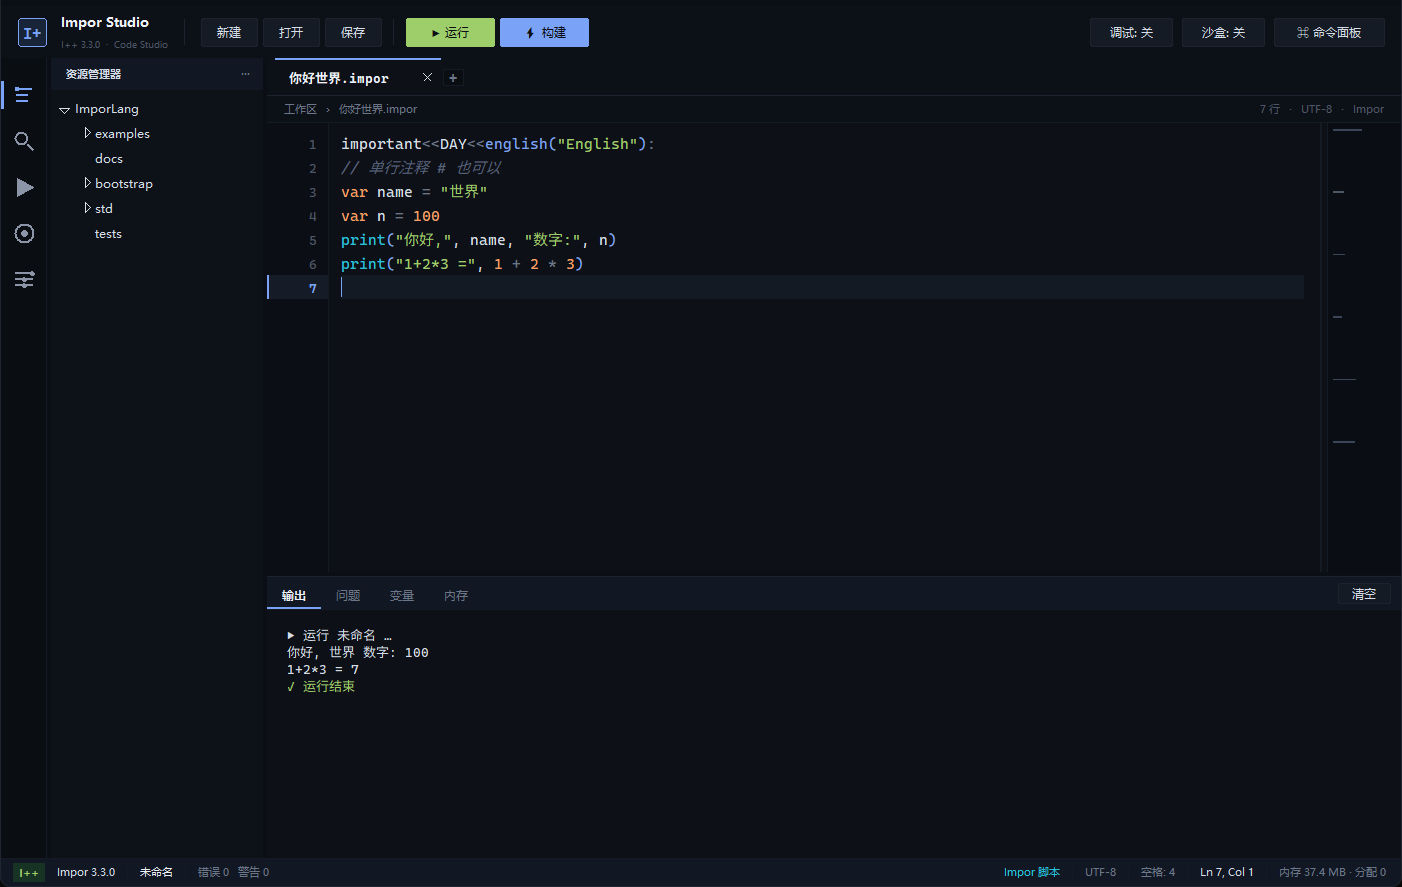 I+ Impor Studio
I++ 3.3.0 · Code Studio
新建 打开 保存 ▶ 运行 构建 调试: 关 沙盒: 关 ⌘ 命令面板
资源管理器 ···
ImporLang
examples
docs
bootstrap
std
tests
你好世界.impor × +
工作区 › 你好世界.impor 7 行 · UTF-8 · Impor
1 important<<DAY<<english("English"):
2 // 单行注释 # 也可以
3 var name = "世界"
4 var n = 100
5 print("你好,", name, "数字:", n)
6 print("1+2*3 =", 1 + 2 * 3)
7
输出 问题 变量 内存 清空
▶ 运行 未命名 …
你好, 世界 数字: 100
1+2*3 = 7
✓ 运行结束
I++ Impor 3.3.0 未命名 错误 0 警告 0 Impor 脚本 UTF-8 空格: 4 Ln 7, Col 1 内存 37.4 MB · 分配 0